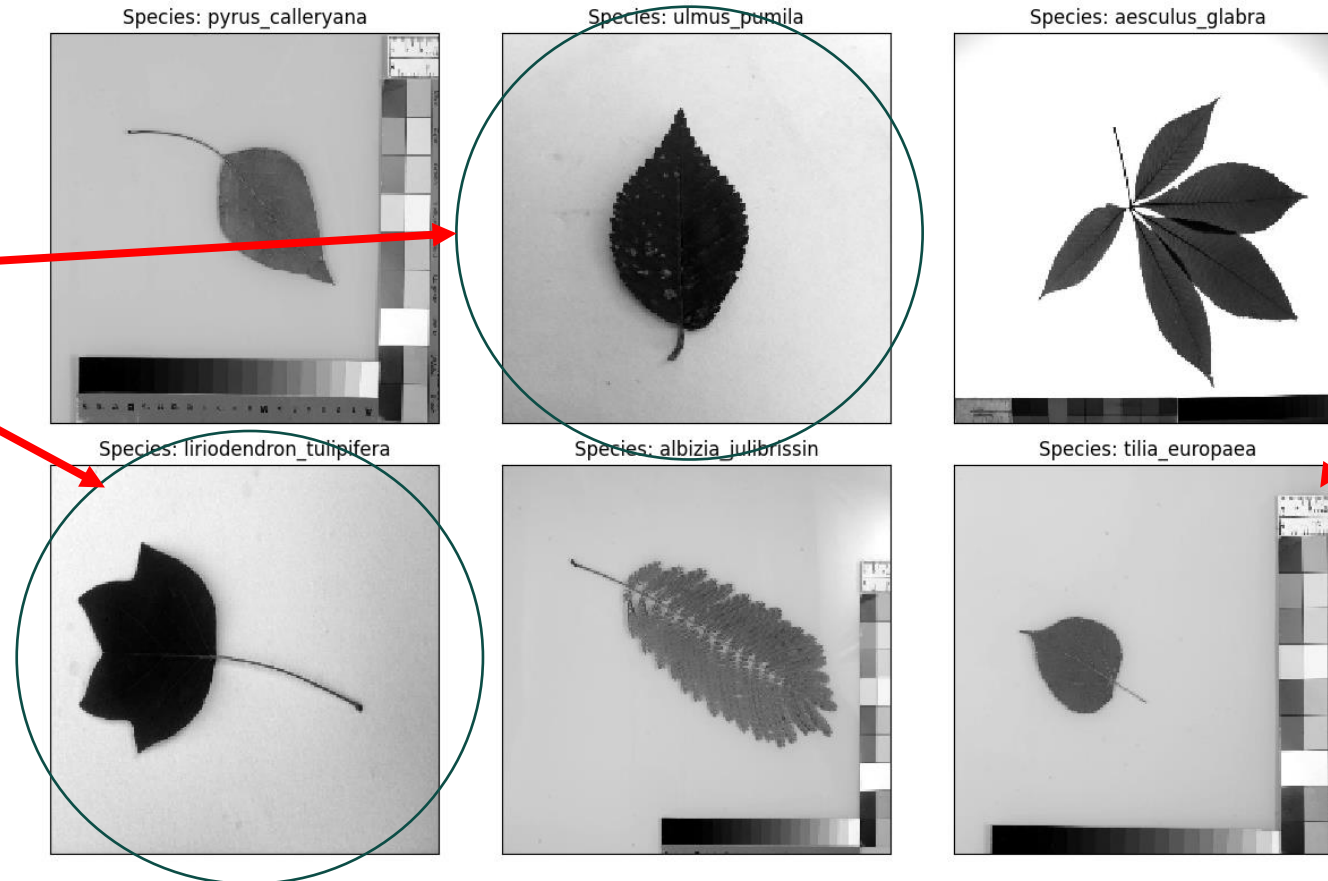 Species: pyrus_calleryana
Species: ulmus_pumila
Species: aesculus_glabra
Species: liriodendron_tulipifera
Species: albizia_julibrissin
Species: tilia_europaea